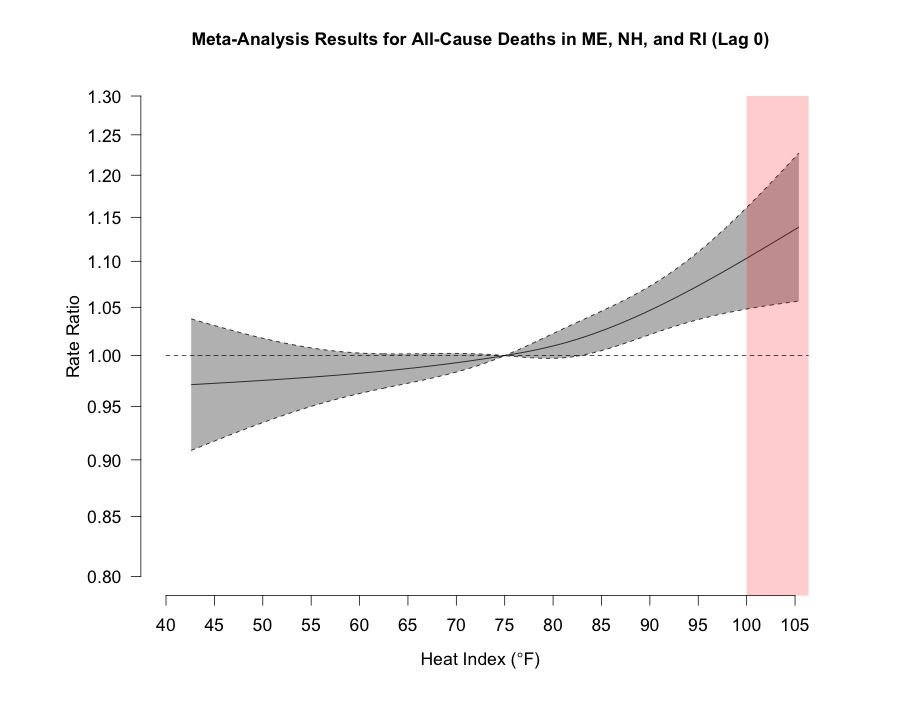 Meta-Analysis Results for All-Cause Deaths in ME, NH, and RI (Lag 0)
1.30
1.25
1.20
1.15
1.10
1.05
1.00
0.95
0.90
0.85
0.80
Rate Ratio
40 45 50 55 60 65 70 75 80 85 90 95 100 105
Heat Index (°F)